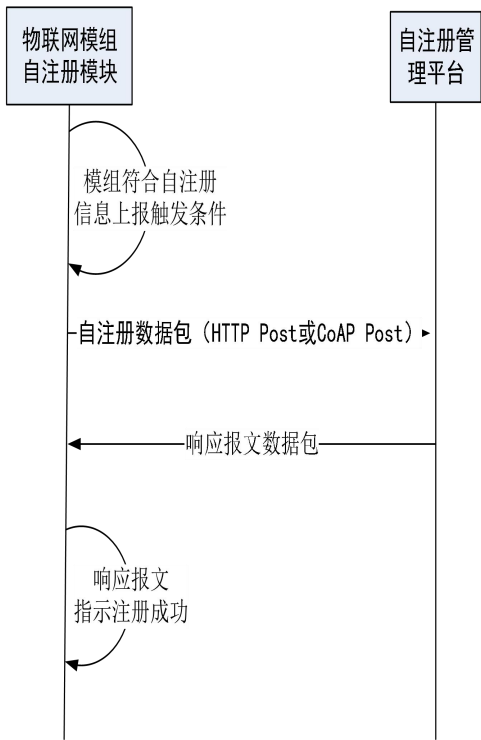 物联网模组
自注册模块
自注册管
理平台
模组符合自注册
信息上报触发条件
自注册数据包（HTTP Post或CoAP Post）
响应报文数据包
响应报文
指示注册成功